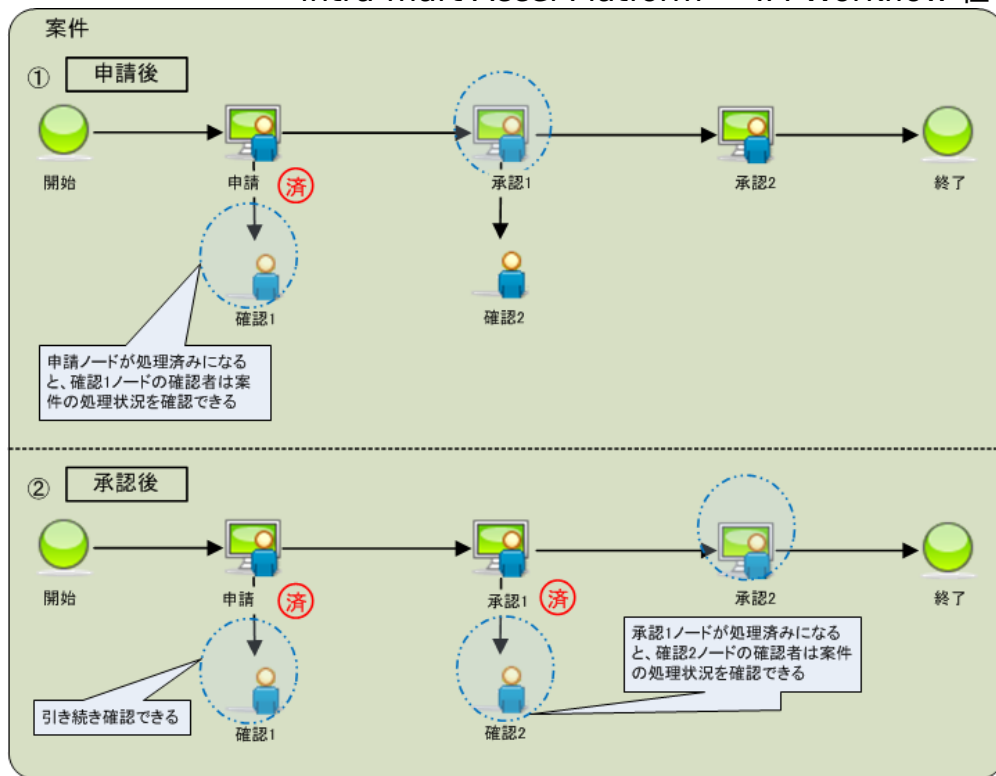 案件
① 申請後
開始
申請
済
承認1
承認2
終了
確認1
確認2
申請ノードが処理済みになる
と、確認1ノードの確認者は案
件の処理状況を確認できる
② 承認後
開始
申請
済
承認1
済
承認2
終了
承認1ノードが処理済みになる
と、確認2ノードの確認者は案件
の処理状況を確認できる
引き続き確認できる
確認1
確認2